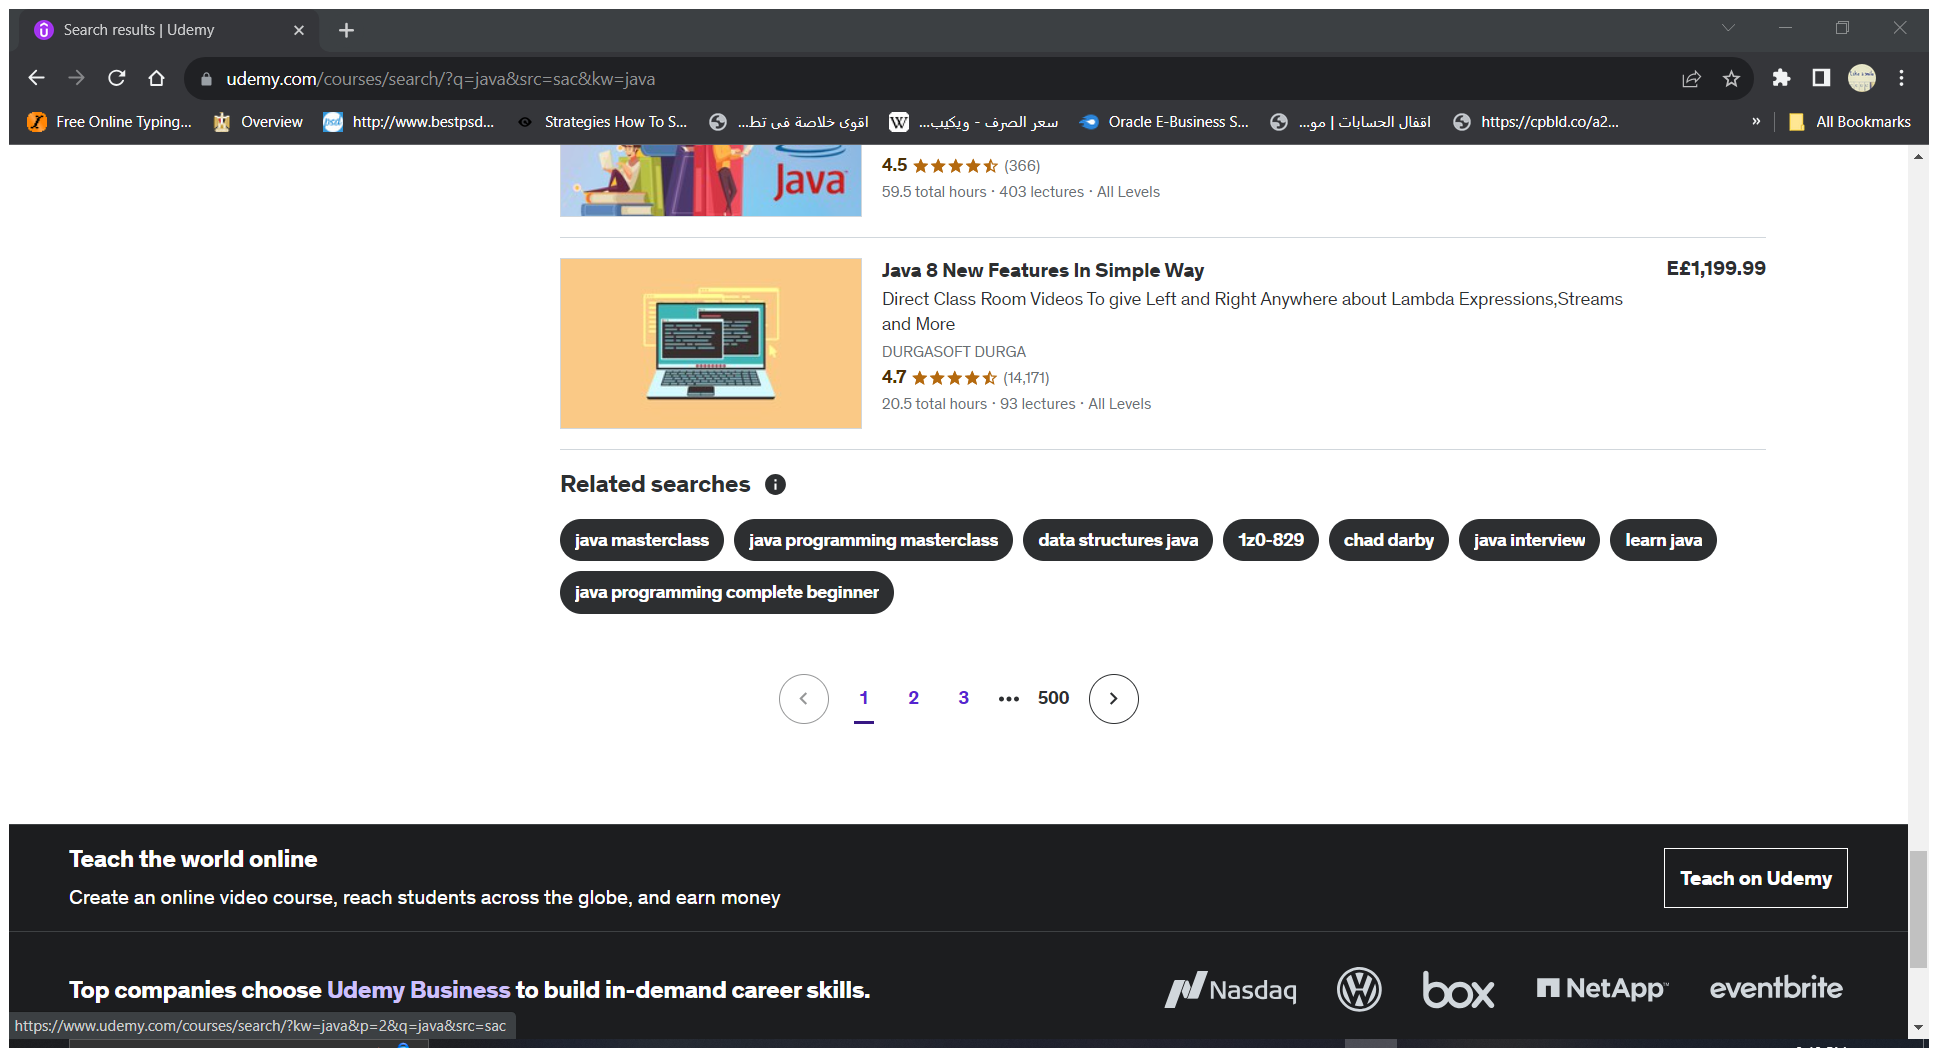 Search results | Udemy
udemy.com/courses/search/?q=java&src=sac&kw=java
Free Online Typing...
Overview
http://www.bestpsd...
Strategies How To S...
اقوى خلاصة فى تط...
سعر الصرف - ويكيب...
Oracle E-Business S...
اقفال الحسابات | مو...
https://cpbld.co/a2...
»
All Bookmarks
Java
4.5 (366)
59.5 total hours · 403 lectures · All Levels
Java 8 New Features In Simple Way
E£1,199.99
Direct Class Room Videos To give Left and Right Anywhere about Lambda Expressions,Streams
and More
DURGASOFT DURGA
4.7 (14,171)
20.5 total hours · 93 lectures · All Levels
Related searches
java masterclass
java programming masterclass
data structures java
1z0-829
chad darby
java interview
learn java
java programming complete beginner
1 2 3 ••• 500
Teach the world online
Create an online video course, reach students across the globe, and earn money
Teach on Udemy
Top companies choose Udemy Business to build in-demand career skills.
Nasdaq
box
NetApp™
eventbrite
https://www.udemy.com/courses/search/?kw=java&p=2&q=java&src=sac